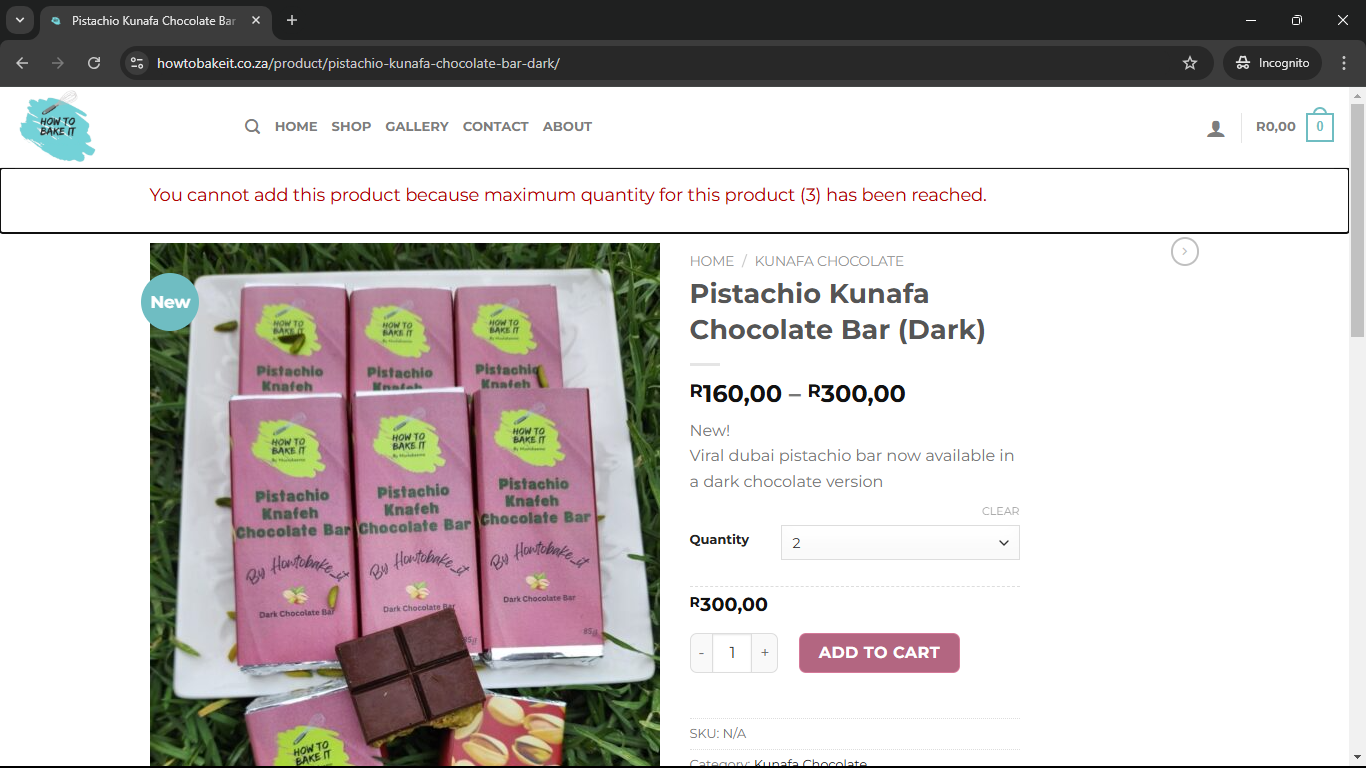 Pistachio Kunafa Chocolate Bar
howtobakeit.co.za/product/pistachio-kunafa-chocolate-bar-dark/
Incognito
HOW TO
BAKE IT
HOME
SHOP
GALLERY
CONTACT
ABOUT
R0,00
0
You cannot add this product because maximum quantity for this product (3) has been reached.
New
HOW TO
BAKE IT
Pistachio
Knafeh
HOW TO
BAKE IT
Pistachio
Knafeh
HOW TO
BAKE IT
Pistachio
Knafeh
HOW TO
BAKE IT
Pistachio
Knafeh
Chocolate Bar
By Howtobake_it
Dark Chocolate Bar
HOW TO
BAKE IT
Pistachio
Knafeh
Chocolate Bar
By Howtobake_it
Dark Chocolate Bar
HOW TO
BAKE IT
Pistachio
Knafeh
Chocolate Bar
By Howtobake_it
Dark Chocolate Bar
85g
HOW TO
BAKE IT
HOME / KUNAFA CHOCOLATE
Pistachio Kunafa
Chocolate Bar (Dark)
R160,00 – R300,00
New!
Viral dubai pistachio bar now available in
a dark chocolate version
CLEAR
Quantity
2
R300,00
- 1 +
ADD TO CART
SKU: N/A
Category: Kunafa Chocolate